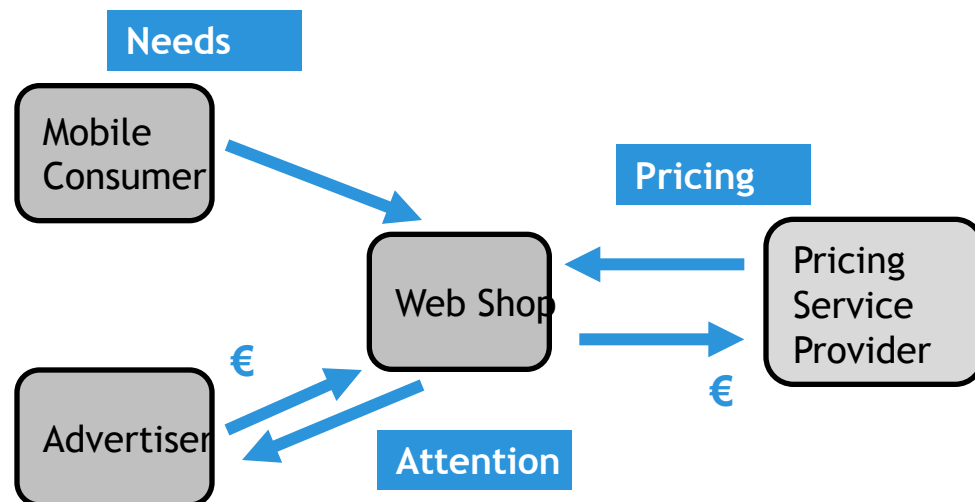 Needs
Mobile
Consumer
Pricing
Pricing
Service
Provider
Web Shop
€
€
Advertiser
Attention